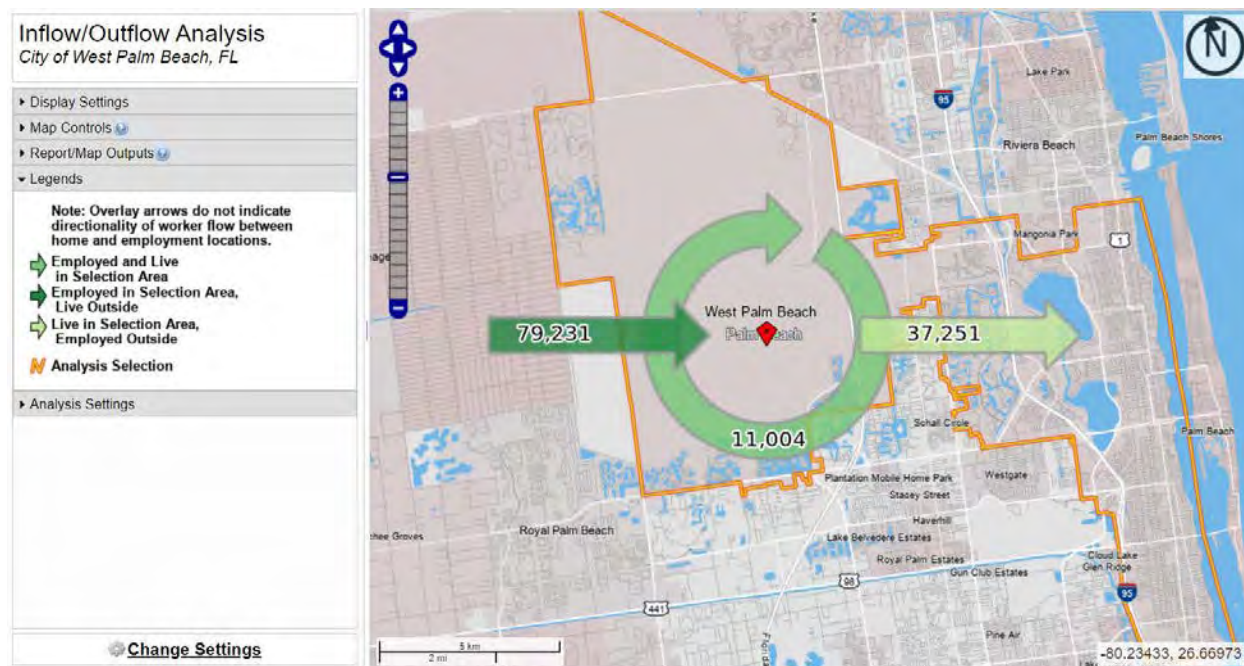 Inflow/Outflow Analysis
City of West Palm Beach, FL
Display Settings
Map Controls
Report/Map Outputs
Legends
Note: Overlay arrows do not indicate
directionality of worker flow between
home and employment locations.
Employed and Live
in Selection Area
Employed in Selection Area,
Live Outside
Live in Selection Area,
Employed Outside
Analysis Selection
Analysis Settings
Change Settings
N
Lake Park
95
Palm Beach Shores
Riviera Beach
Mangonia Park
1
West Palm Beach
Palm Beach
79,231
37,251
11,004
Schall Circle
Palm Beach
Plantation Mobile Home Park
Westgate
Stacey Street
Haverhill
Royal Palm Beach
chee Groves
Lake Belvedere Estates
Royal Palm Estates
Cloud Lake
Glen Ridge
Gun Club Estates
98
95
441
Pine Air
5 km
2 mi
-80.23433, 26.66973